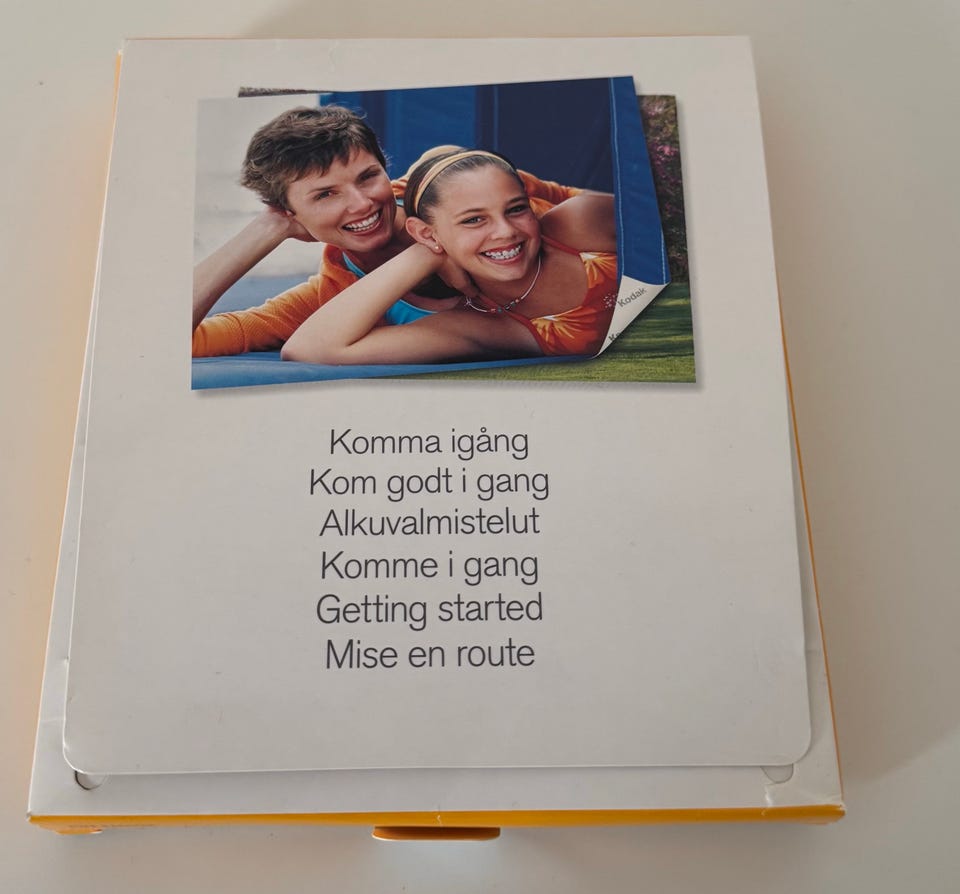 Kodak
Komma igång
Kom godt i gang
Alkuvalmistelut
Komme i gang
Getting started
Mise en route